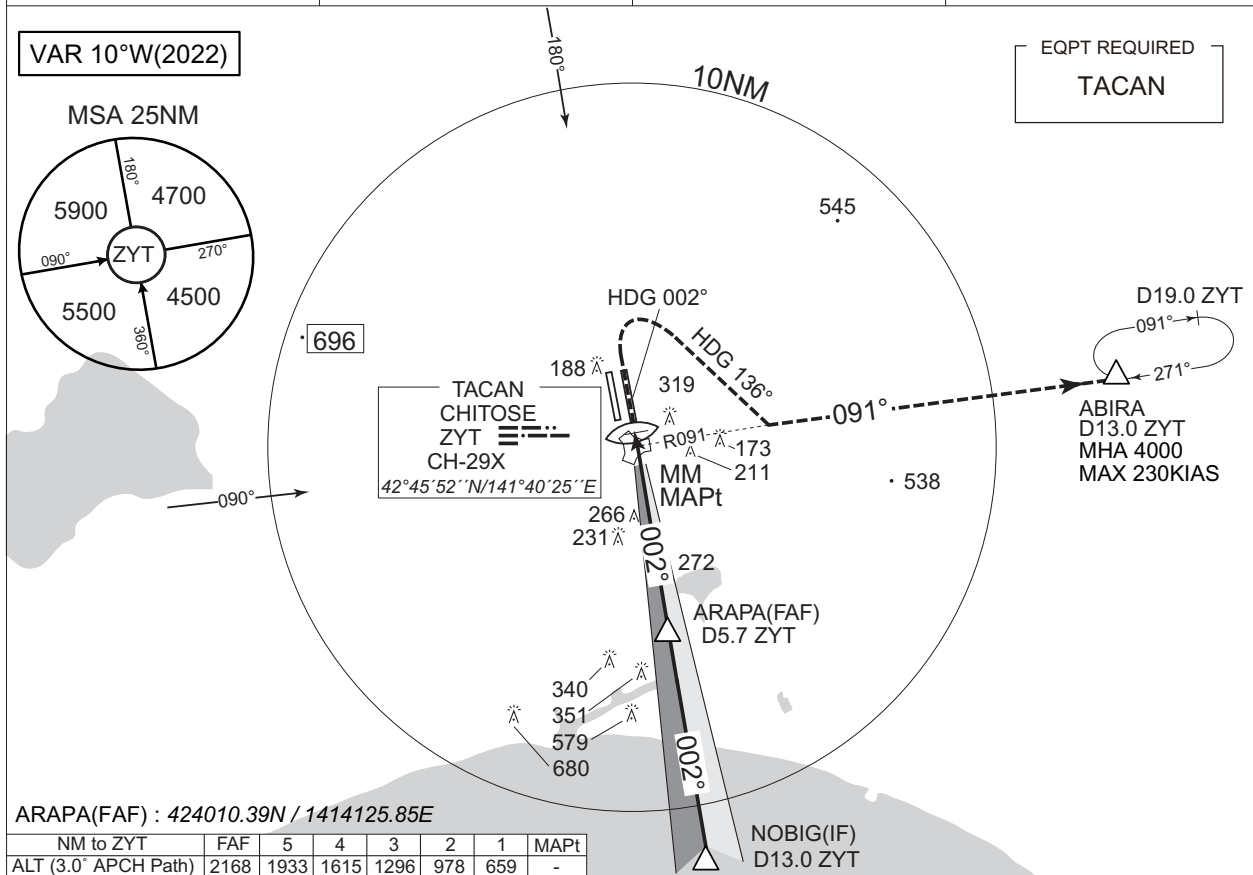 VAR 10°W(2022)
EQPT REQUIRED
TACAN
MSA 25NM
180°
5900
4700
ZYT
090°
270°
5500
4500
360°
180°
10NM
545
696
HDG 002°
HDG 136°
D19.0 ZYT
091°
271°
188
319
TACAN
CHITOSE
ZYT
CH-29X
42°45´52´´N/141°40´25´´E
R091
091°
173
211
ABIRA
D13.0 ZYT
MHA 4000
MAX 230KIAS
MM
MAPt
538
090°
266
231
002°
272
ARAPA(FAF)
D5.7 ZYT
340
351
579
680
002°
NOBIG(IF)
D13.0 ZYT
ARAPA(FAF) : 424010.39N / 1414125.85E
NM to ZYT FAF 5 4 3 2 1 MAPt
ALT (3.0° APCH Path) 2168 1933 1615 1296 978 659 -